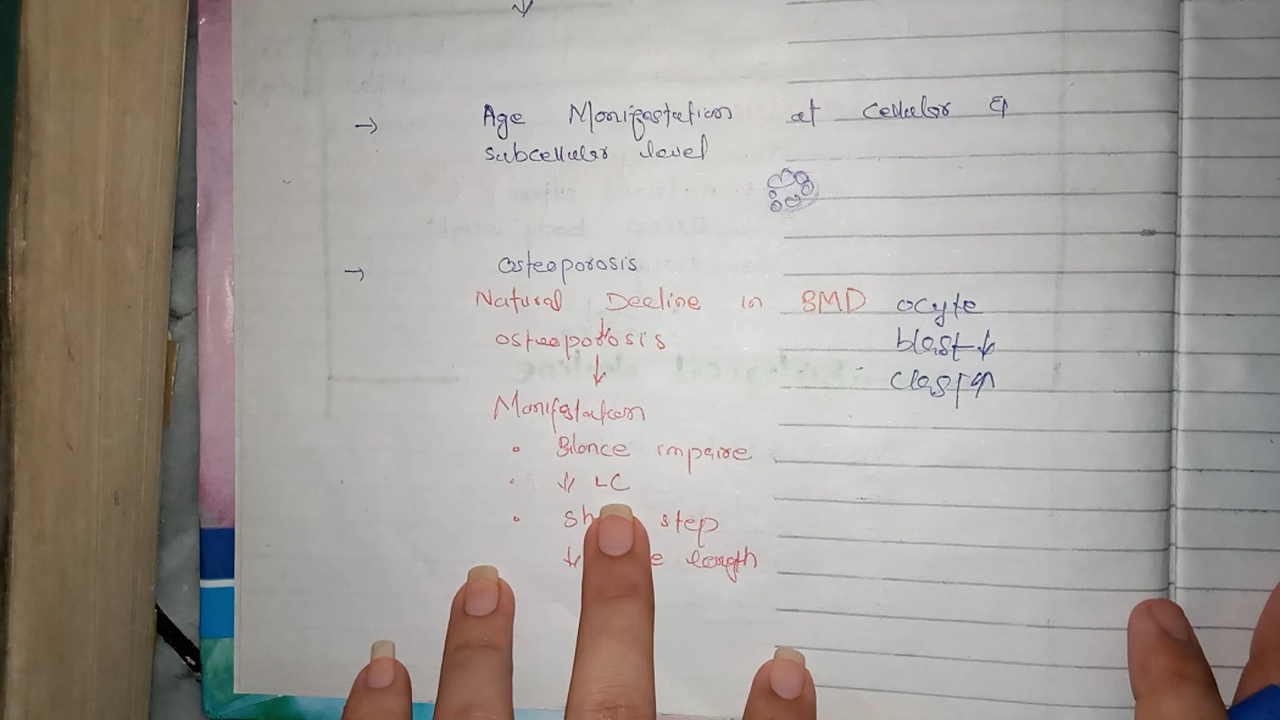 → Age Manifestation at cellular &
subcellular level
→ Osteoporosis
Natural Decline in BMD ocyte
↓
osteoporosis blast ↓
↓ clast ↑
Manifestation
• Blance impaire
• ↓ LC
• step
↓ length